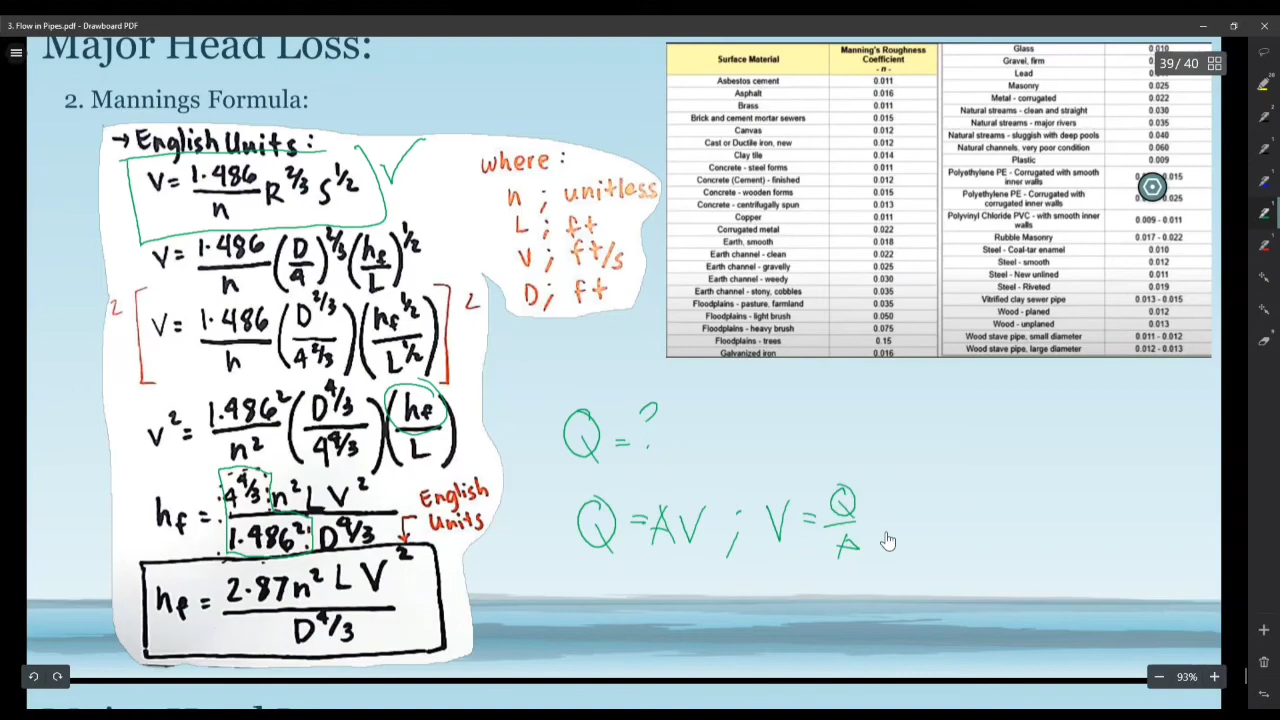 3. Flow in Pipes.pdf - Drawboard PDF
Major Head Loss:
39 / 40
2. Mannings Formula:
→ English Units:
V = 1.486/n R^2/3 S^1/2
V = 1.486/n (D/4)^2/3 (hf/L)^1/2
2 [V = 1.486/n (D^2/3/4^2/3) (hf^1/2/L^1/2)] 2
V^2 = 1.486^2/n^2 (D^4/3/4^4/3) (hf/L)
hf = 4^4/3 n^2 L V^2/1.486^2 D^4/3
English Units
hf = 2.87 n^2 L V^2/D^4/3
where:
n ; unitless
L ; ft
V ; ft/s
D ; ft
Surface Material Manning's Roughness Coefficient - n -
Asbestos cement 0.011
Asphalt 0.016
Brass 0.011
Brick and cement mortar sewers 0.015
Canvas 0.012
Cast or Ductile iron, new 0.012
Clay tile 0.014
Concrete - steel forms 0.011
Concrete (Cement) - finished 0.012
Concrete - wooden forms 0.015
Concrete - centrifugally spun 0.013
Copper 0.011
Corrugated metal 0.022
Earth, smooth 0.018
Earth channel - clean 0.022
Earth channel - gravelly 0.025
Earth channel - weedy 0.030
Earth channel - stony, cobbles 0.035
Floodplains - pasture, farmland 0.035
Floodplains - light brush 0.050
Floodplains - heavy brush 0.075
Floodplains - trees 0.15
Galvanized iron 0.016
Glass 0.010
Gravel, firm
Lead
Masonry 0.025
Metal - corrugated 0.022
Natural streams - clean and straight 0.030
Natural streams - major rivers 0.035
Natural streams - sluggish with deep pools 0.040
Natural channels, very poor condition 0.060
Plastic 0.009
Polyethylene PE - Corrugated with smooth inner walls 0.015
Polyethylene PE - Corrugated with corrugated inner walls 0.025
Polyvinyl Chloride PVC - with smooth inner walls 0.009 - 0.011
Rubble Masonry 0.017 - 0.022
Steel - Coal-tar enamel 0.010
Steel - smooth 0.012
Steel - New unlined 0.011
Steel - Riveted 0.019
Vitrified clay sewer pipe 0.013 - 0.015
Wood - planed 0.012
Wood - unplaned 0.013
Wood stave pipe, small diameter 0.011 - 0.012
Wood stave pipe, large diameter 0.012 - 0.013
Q = ?
Q = AV ; V = Q/A
93%